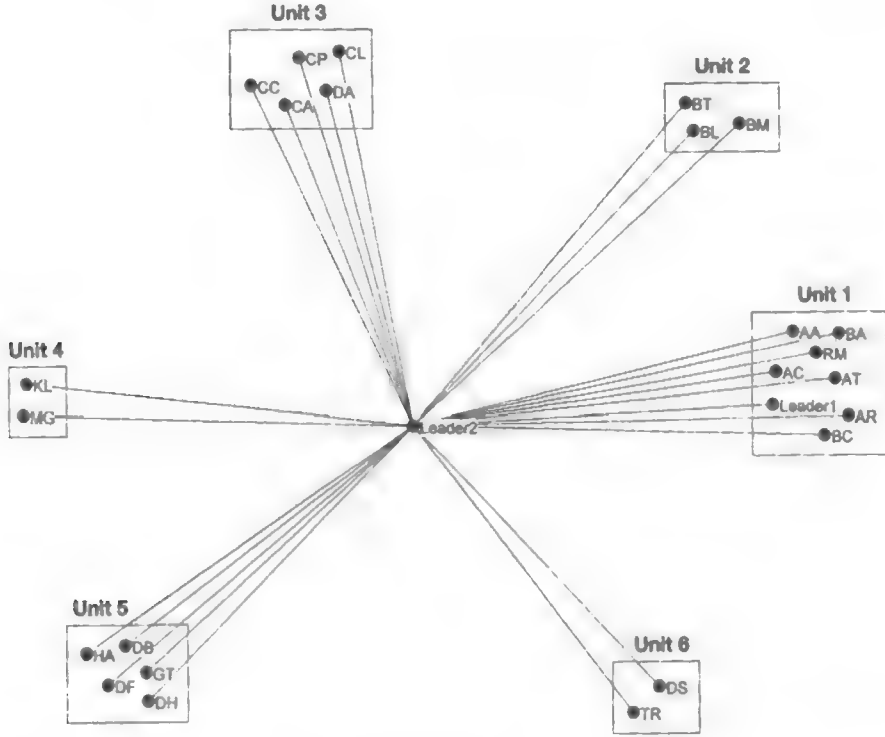 Unit 3
CP
CL
CC
CA
DA
Unit 2
BT
BL
BM
Unit 1
AA
BA
RM
AC
AT
Leader1
AR
BC
Unit 4
KL
MG
Leader2
Unit 5
HA
DB
GT
DF
DH
Unit 6
DS
TR